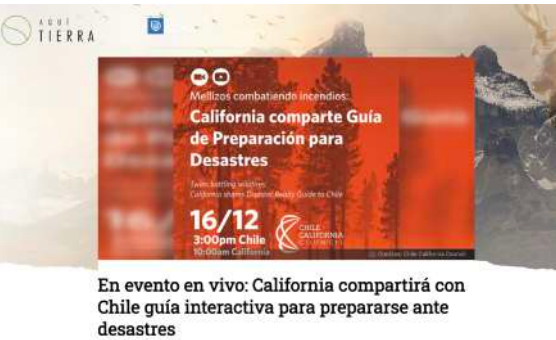 AQUÍ
TIERRA
Mellizos combatiendo incendios:
California comparte Guía
de Preparación para
Desastres
Twins battling wildfires
California shares Disaster Ready Guide to Chile
16/12
3:00pm Chile
10:00am California
CHILE
CALIFORNIA
COUNCIL
En evento en vivo: California compartirá con
Chile guía interactiva para prepararse ante
desastres